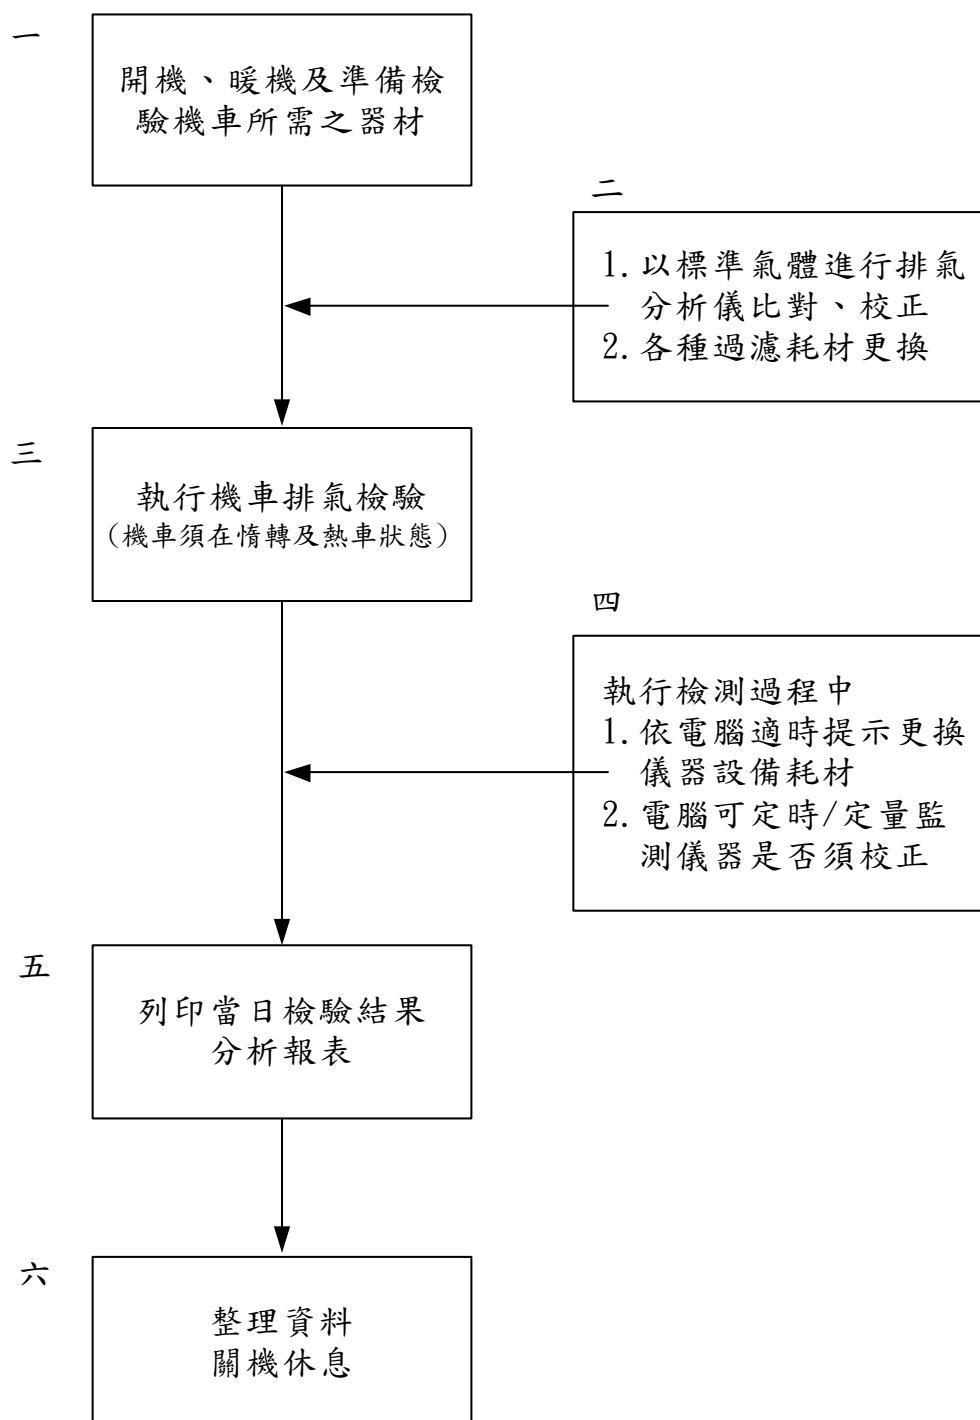 一
開機、暖機及準備檢
驗機車所需之器材
二
1.以標準氣體進行排氣
分析儀比對、校正
2.各種過濾耗材更換
三
執行機車排氣檢驗
(機車須在惰轉及熱車狀態)
四
執行檢測過程中
1.依電腦適時提示更換
儀器設備耗材
2.電腦可定時/定量監
測儀器是否須校正
五
列印當日檢驗結果
分析報表
六
整理資料
關機休息